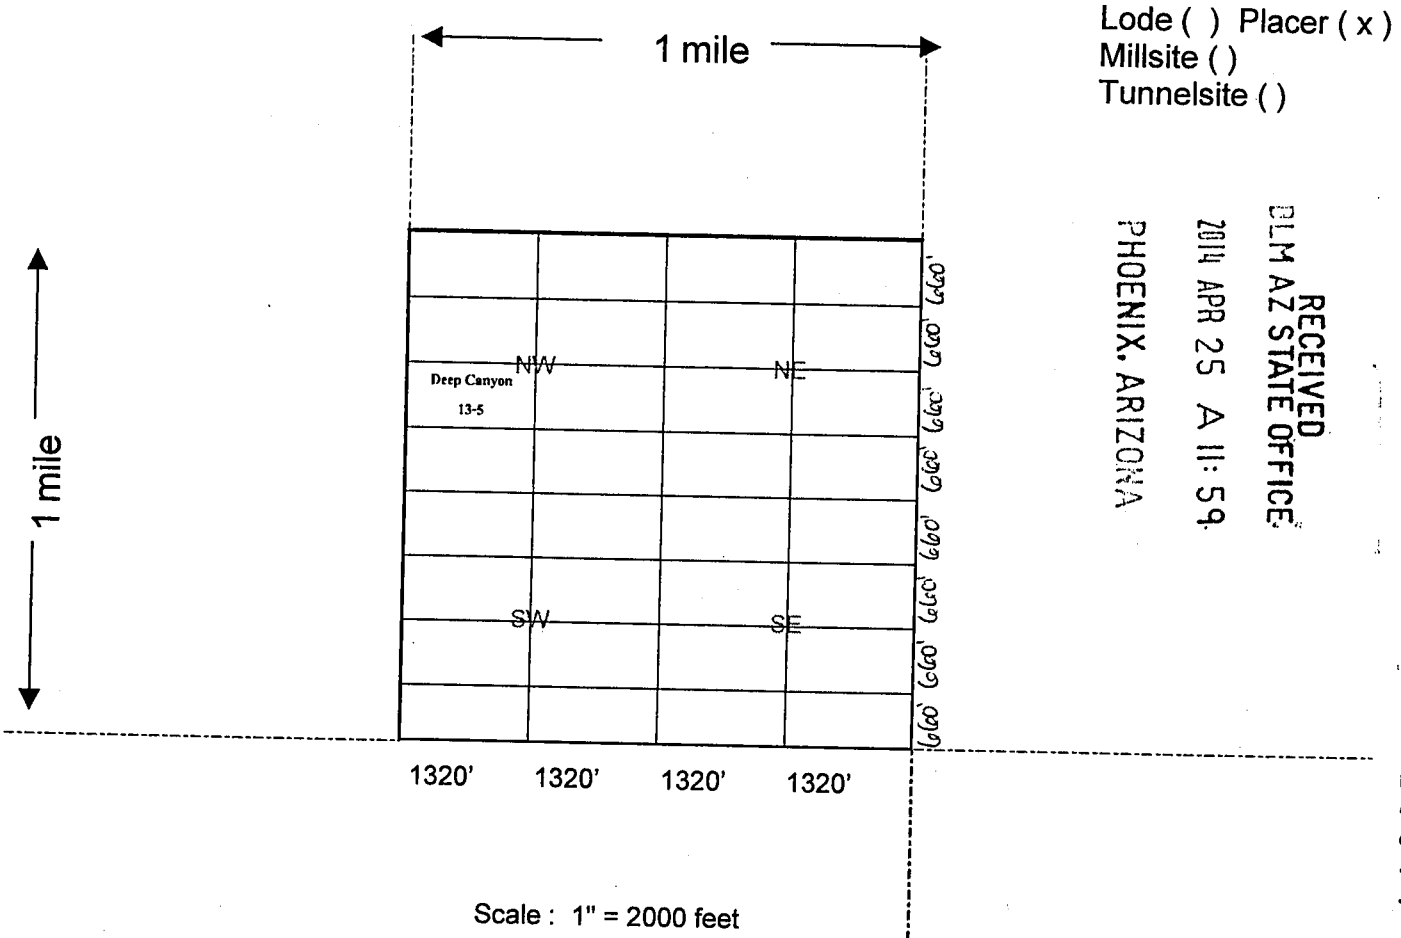 Lode ( ) Placer ( x )
Millsite ( )
Tunnelsite ( )
1 mile
1 mile
RECEIVED
BLM AZ STATE OFFICE
2014 APR 25 A 11: 59
PHOENIX, ARIZONA
NW
NE
Deep Canyon
13-5
SW
SE
660'
660'
660'
660'
660'
660'
660'
660'
1320' 1320' 1320' 1320'
Scale : 1" = 2000 feet